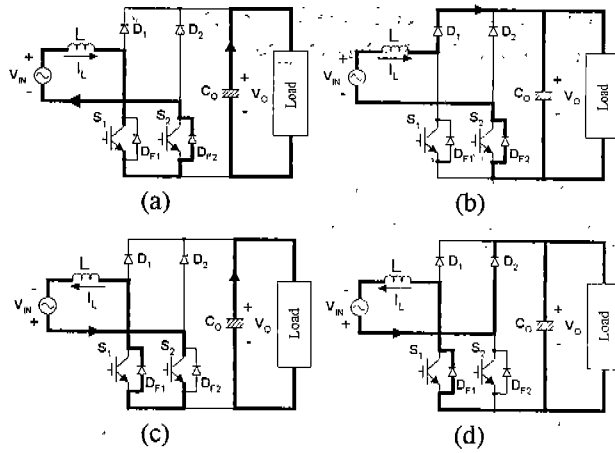 D1 D2
L
+
VIN IL
-
CO + VO -
Load
S1 S2
DF1 DF2
(a)
D1 D2
L
+
VIN IL
-
CO + VO -
Load
S1 S2
DF1 DF2
(b)
D1 D2
L
-
VIN IL
+
CO + VO -
Load
S1 S2
DF1 DF2
(c)
D1 D2
L
-
VIN IL
+
CO + VO -
Load
S1 S2
DF1 DF2
(d)